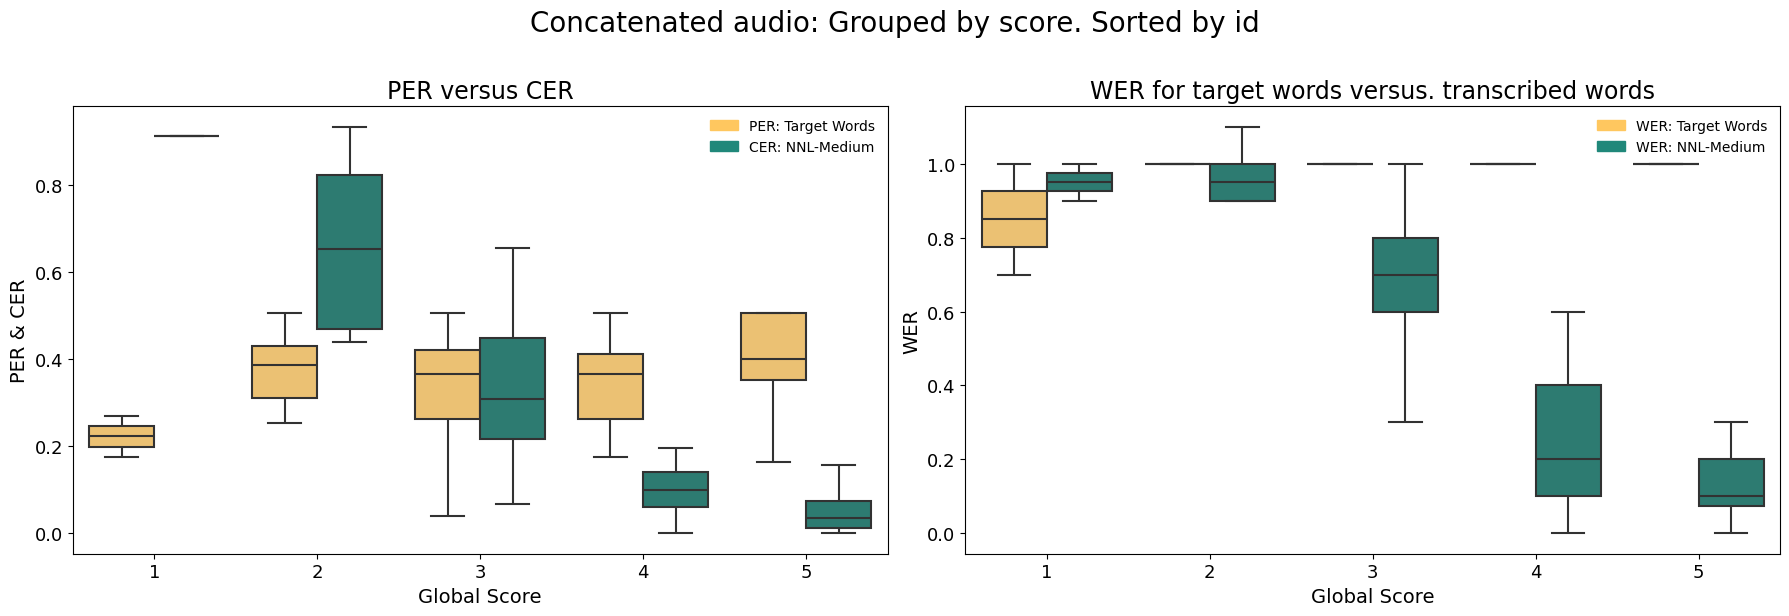 Concatenated audio: Grouped by score. Sorted by id
PER versus CER
PER: Target Words
CER: NNL-Medium
PER & CER
0.8
0.6
0.4
0.2
0.0
1 2 3 4 5
Global Score
WER for target words versus. transcribed words
WER: Target Words
WER: NNL-Medium
WER
1.0
0.8
0.6
0.4
0.2
0.0
1 2 3 4 5
Global Score